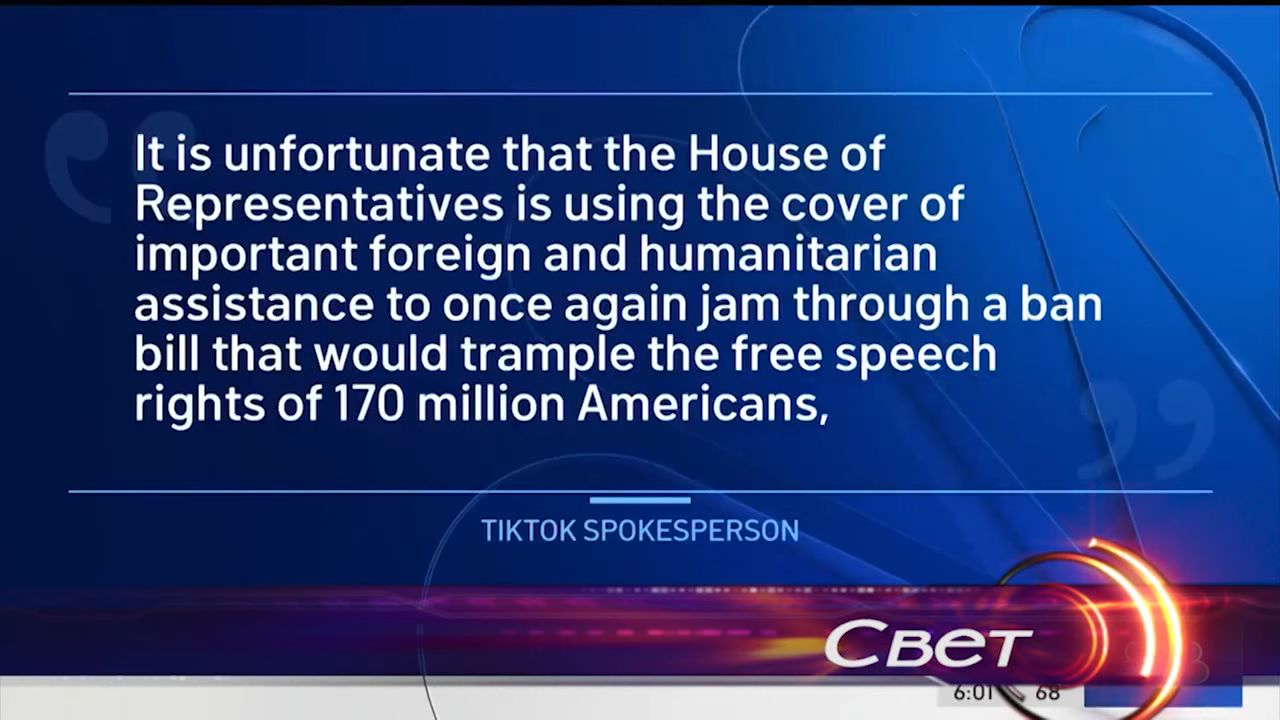 It is unfortunate that the House of
Representatives is using the cover of
important foreign and humanitarian
assistance to once again jam through a ban
bill that would trample the free speech
rights of 170 million Americans,
TIKTOK SPOKESPERSON
Свет
6:01 68°